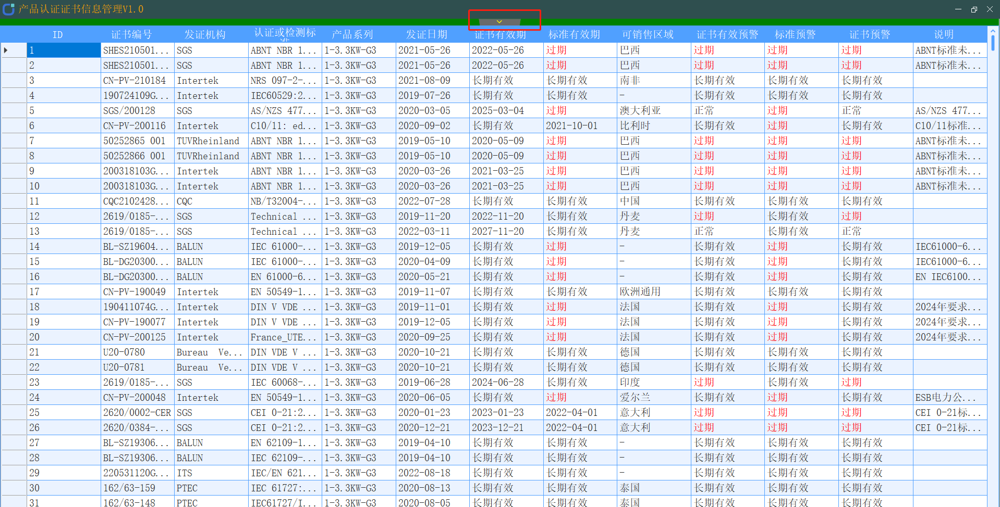 产品认证证书信息管理V1.0
ID 证书编号 发证机构 认证或检测标准 产品系列 发证日期 证书有效期 标准有效期 可销售区域 证书有效预警 标准预警 证书预警 说明
1 SHES210501... SGS ABNT NBR 1... 1-3.3KW-G3 2021-05-26 2022-05-26 过期 巴西 过期 过期 过期 ABNT标准未...
2 SHES210501... SGS ABNT NBR 1... 1-3.3KW-G3 2021-05-26 2022-05-26 过期 巴西 过期 过期 过期 ABNT标准未...
3 CN-PV-210184 Intertek NRS 097-2-... 1-3.3KW-G3 2021-08-09 长期有效 长期有效 南非 长期有效 长期有效 长期有效
4 190724109G... Intertek IEC60529:2... 1-3.3KW-G3 2019-07-26 长期有效 长期有效 - 长期有效 长期有效 长期有效
5 SGS/200128 SGS AS/NZS 477... 1-3.3KW-G3 2020-03-05 2025-03-04 过期 澳大利亚 正常 过期 正常 AS/NZS 477...
6 CN-PV-200116 Intertek C10/11: ed... 1-3.3KW-G3 2020-09-02 长期有效 2021-10-01 比利时 长期有效 过期 长期有效 C10/11标准...
7 50252865 001 TUVRheinland ABNT NBR 1... 1-3.3KW-G3 2019-05-10 2020-05-09 过期 巴西 过期 过期 过期 ABNT标准未...
8 50252866 001 TUVRheinland ABNT NBR 1... 1-3.3KW-G3 2019-05-10 2020-05-09 过期 巴西 过期 过期 过期 ABNT标准未...
9 200318103G... Intertek ABNT NBR 1... 1-3.3KW-G3 2020-03-26 2021-03-25 过期 巴西 过期 过期 过期 ABNT标准未...
10 200318103G... Intertek ABNT NBR 1... 1-3.3KW-G3 2020-03-26 2021-03-25 过期 巴西 过期 过期 过期 ABNT标准未...
11 CQC2102428... CQC NB/T32004-... 1-3.3KW-G3 2022-07-28 长期有效 长期有效 中国 长期有效 长期有效 长期有效
12 2619/0185-... SGS Technical ... 1-3.3KW-G3 2019-11-20 2022-11-20 长期有效 丹麦 过期 长期有效 过期
13 2619/0185-... SGS Technical ... 1-3.3KW-G3 2022-03-11 2027-11-20 长期有效 丹麦 正常 长期有效 正常
14 BL-SZ19604... BALUN IEC 61000-... 1-3.3KW-G3 2019-12-05 长期有效 过期 - 长期有效 过期 长期有效 IEC61000-6...
15 BL-DG20300... BALUN IEC 61000-... 1-3.3KW-G3 2020-04-09 长期有效 过期 - 长期有效 过期 长期有效 IEC61000-6...
16 BL-DG20300... BALUN EN 61000-6... 1-3.3KW-G3 2020-05-21 长期有效 过期 - 长期有效 过期 长期有效 EN IEC6100...
17 CN-PV-190049 Intertek EN 50549-1... 1-3.3KW-G3 2019-11-07 长期有效 长期有效 欧洲通用 长期有效 长期有效 长期有效
18 190411074G... Intertek DIN V VDE ... 1-3.3KW-G3 2019-11-01 长期有效 过期 法国 长期有效 过期 长期有效 2024年要求...
19 CN-PV-190077 Intertek DIN V VDE ... 1-3.3KW-G3 2019-12-05 长期有效 过期 法国 长期有效 过期 长期有效 2024年要求...
20 CN-PV-200125 Intertek France_UTE... 1-3.3KW-G3 2020-09-25 长期有效 过期 法国 长期有效 过期 长期有效 2024年要求...
21 U20-0780 Bureau Ve... DIN VDE V ... 1-3.3KW-G3 2020-10-21 长期有效 长期有效 德国 长期有效 长期有效 长期有效
22 U20-0781 Bureau Ve... DIN VDE V ... 1-3.3KW-G3 2020-10-21 长期有效 长期有效 德国 长期有效 长期有效 长期有效
23 2619/0185-... SGS IEC 60068-... 1-3.3KW-G3 2019-06-28 2024-06-28 长期有效 印度 过期 长期有效 过期
24 CN-PV-200048 Intertek EN 50549-1... 1-3.3KW-G3 2020-06-05 长期有效 过期 爱尔兰 长期有效 过期 长期有效 ESB电力公...
25 2620/0002-CER SGS CEI 0-21:2... 1-3.3KW-G3 2020-01-23 2023-01-23 2022-04-01 意大利 过期 过期 过期 CEI 0-21标...
26 2620/0384-... SGS CEI 0-21:2... 1-3.3KW-G3 2020-12-21 2023-12-21 2022-04-01 意大利 过期 过期 过期 CEI 0-21标...
27 BL-SZ19306... BALUN EN 62109-1... 1-3.3KW-G3 2019-04-10 长期有效 长期有效 - 长期有效 长期有效 长期有效
28 BL-SZ19306... BALUN IEC 62109-... 1-3.3KW-G3 2019-04-10 长期有效 长期有效 - 长期有效 长期有效 长期有效
29 220531120G... ITS IEC/EN 621... 1-3.3KW-G3 2022-08-18 长期有效 长期有效 - 长期有效 长期有效 长期有效
30 162/63-159 PTEC IEC 61727:... 1-3.3KW-G3 2020-08-13 长期有效 长期有效 泰国 长期有效 长期有效 长期有效
31 162/63-148 PTEC IEC61727/I... 1-3.3KW-G3 2020-08-05 长期有效 长期有效 泰国 长期有效 长期有效 长期有效